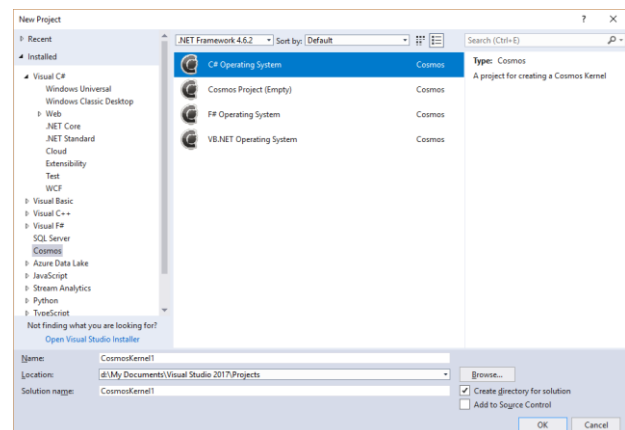 New Project
? ×
Recent
.NET Framework 4.6.2 Sort by: Default
Search (Ctrl+E)
Installed
Visual C#
Windows Universal
Windows Classic Desktop
Web
.NET Core
.NET Standard
Cloud
Extensibility
Test
WCF
Visual Basic
Visual C++
Visual F#
SQL Server
Cosmos
Azure Data Lake
JavaScript
Stream Analytics
Python
TypeScript
Not finding what you are looking for?
Open Visual Studio Installer
C# Operating System Cosmos
Cosmos Project (Empty) Cosmos
F# Operating System Cosmos
VB.NET Operating System Cosmos
Type: Cosmos
A project for creating a Cosmos Kernel
Name: CosmosKernel1
Location: d:\My Documents\Visual Studio 2017\Projects Browse...
Solution name: CosmosKernel1 Create directory for solution
Add to Source Control
OK Cancel